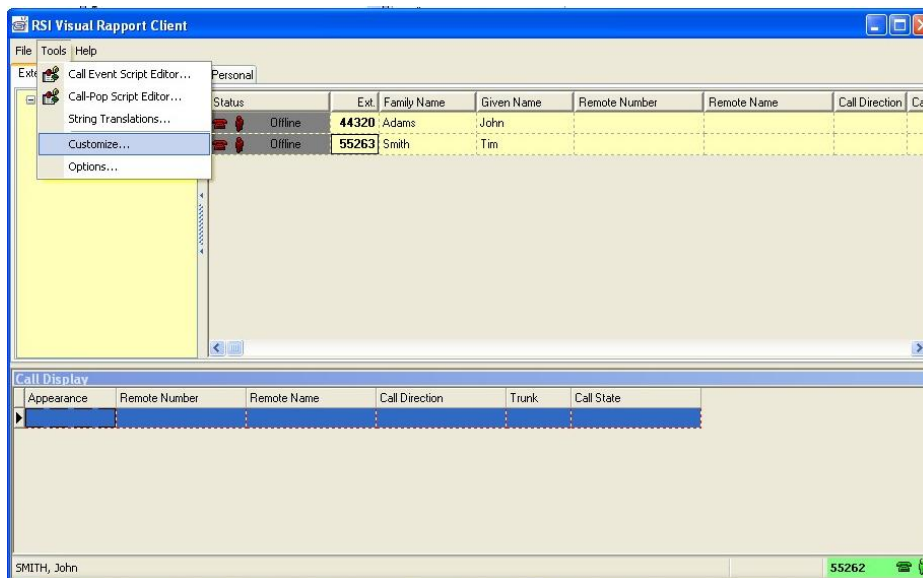 RSI Visual Rapport Client
File Tools Help
Exte Personal
Call Event Script Editor...
Call-Pop Script Editor...
String Translations...
Customize...
Options...
Status Ext. Family Name Given Name Remote Number Remote Name Call Direction Ca
Offline 44320 Adams John
Offline 55263 Smith Tim
Call Display
Appearance Remote Number Remote Name Call Direction Trunk Call State
SMITH, John 55262